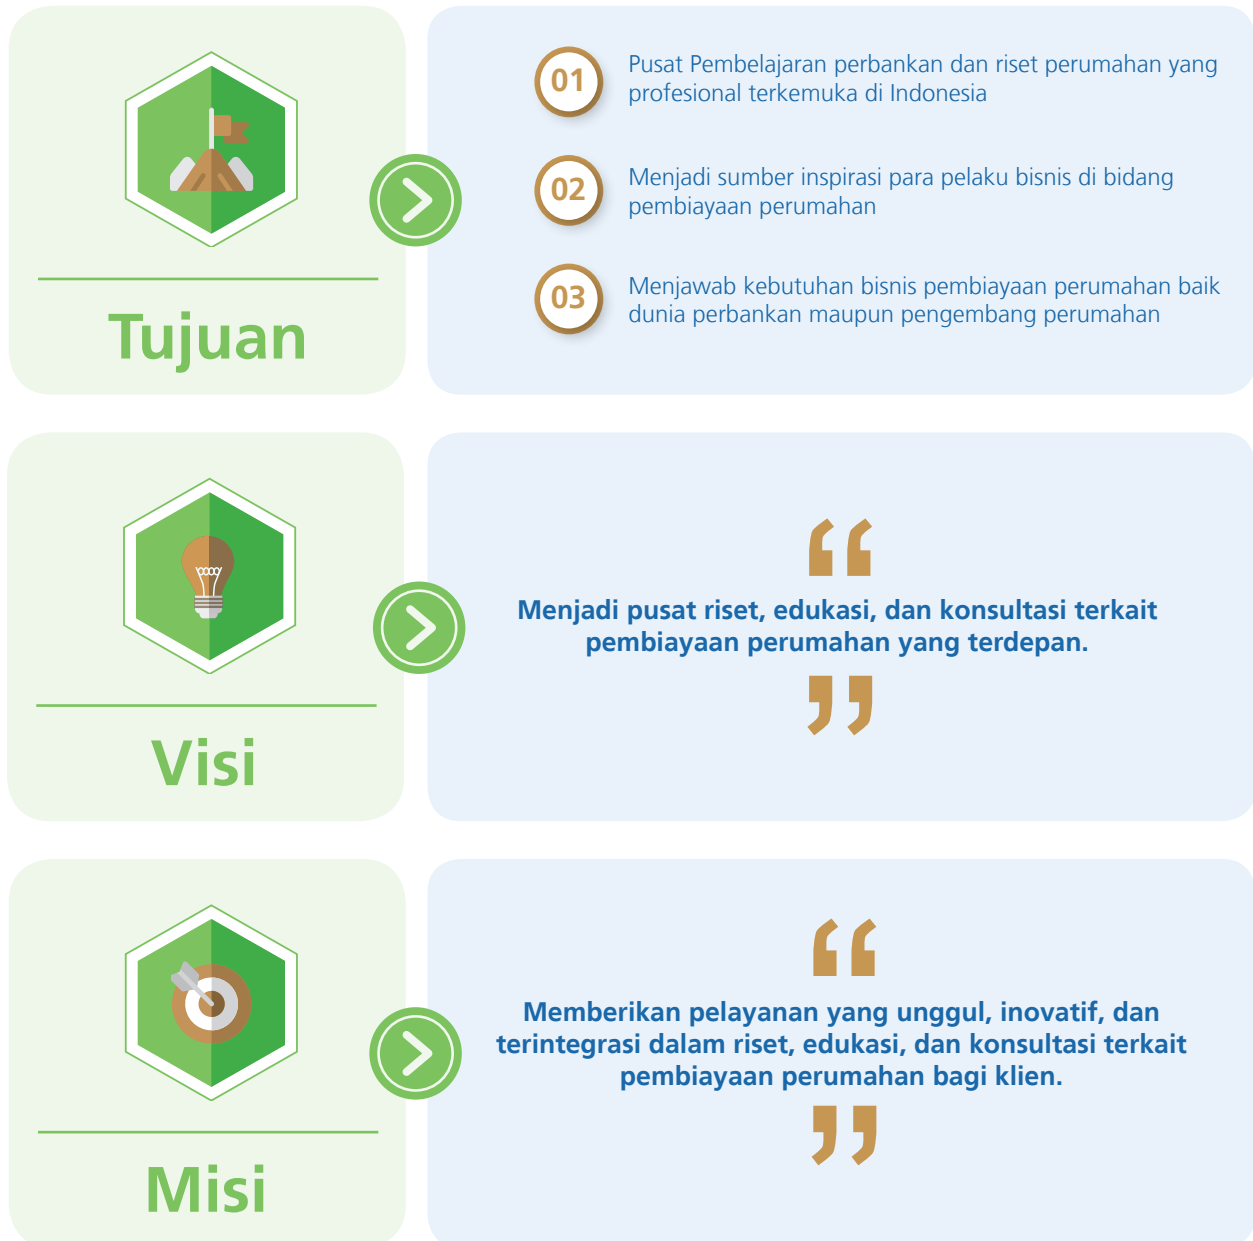 01
Pusat Pembelajaran perbankan dan riset perumahan yang
profesional terkemuka di Indonesia
02
Menjadi sumber inspirasi para pelaku bisnis di bidang
pembiayaan perumahan
03
Menjawab kebutuhan bisnis pembiayaan perumahan baik
dunia perbankan maupun pengembang perumahan
Tujuan
“
Menjadi pusat riset, edukasi, dan konsultasi terkait
pembiayaan perumahan yang terdepan.
”
Visi
“
Memberikan pelayanan yang unggul, inovatif, dan
terintegrasi dalam riset, edukasi, dan konsultasi terkait
pembiayaan perumahan bagi klien.
”
Misi